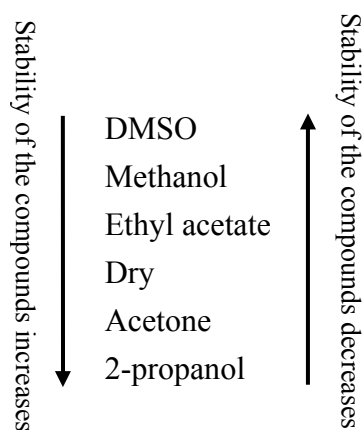 Stability of the compounds increases
DMSO
Methanol
Ethyl acetate
Dry
Acetone
2-propanol
Stability of the compounds decreases